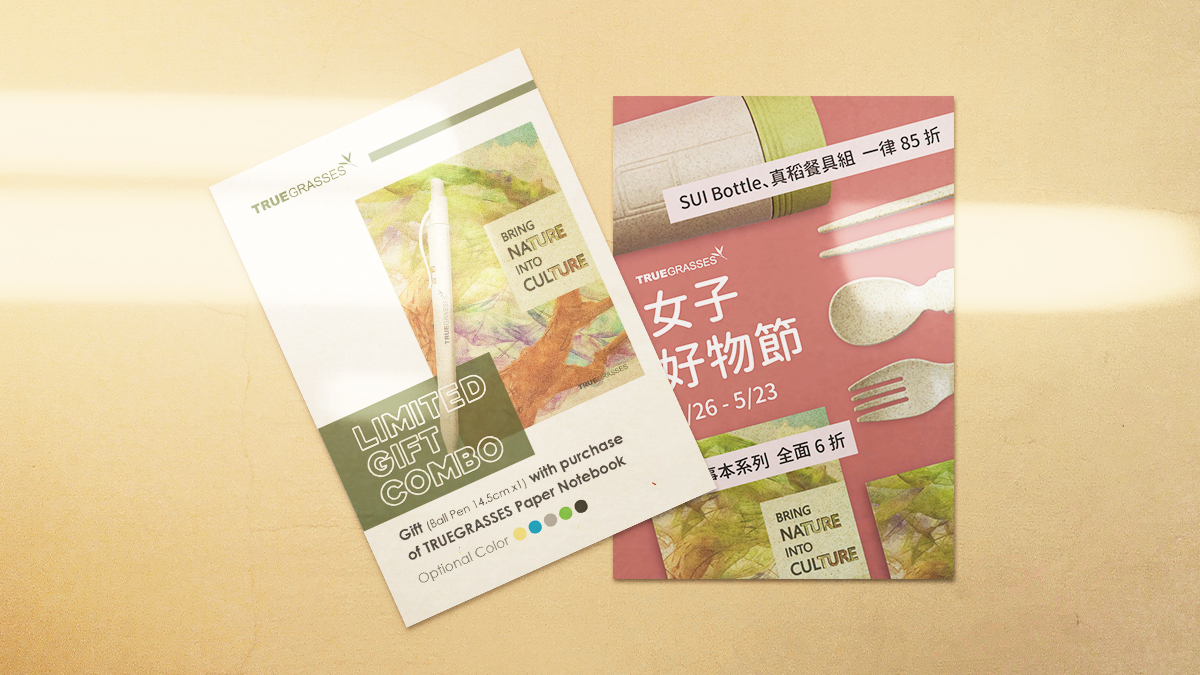 TRUEGRASSES
BRING
NATURE
INTO
CULTURE
TRUEGRASSES
TRUEGRASSES
LIMITED
GIFT
COMBO
Gift (Ball Pen 14.5cm x1) with purchase
of TRUEGRASSES Paper Notebook
Optional Color
SUI Bottle、真稻餐具組 一律 85 折
TRUEGRASSES
女子
好物節
/26 - 5/23
本系列 全面 6 折
BRING
NATURE
INTO
CULTURE